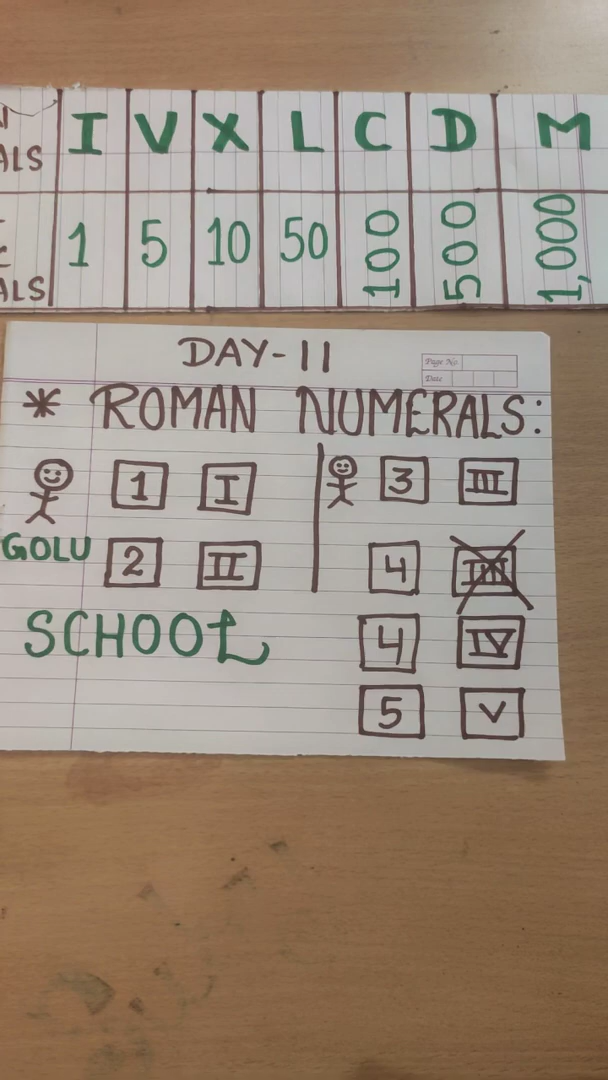 I V X L C D M
ALS
1 5 10 50 100 500 1,000
ALS
DAY-11
Page No.
Date
* ROMAN NUMERALS:
1 I 3 III
GOLU 2 II 4 IIII
SCHOOL 4 IV
5 V